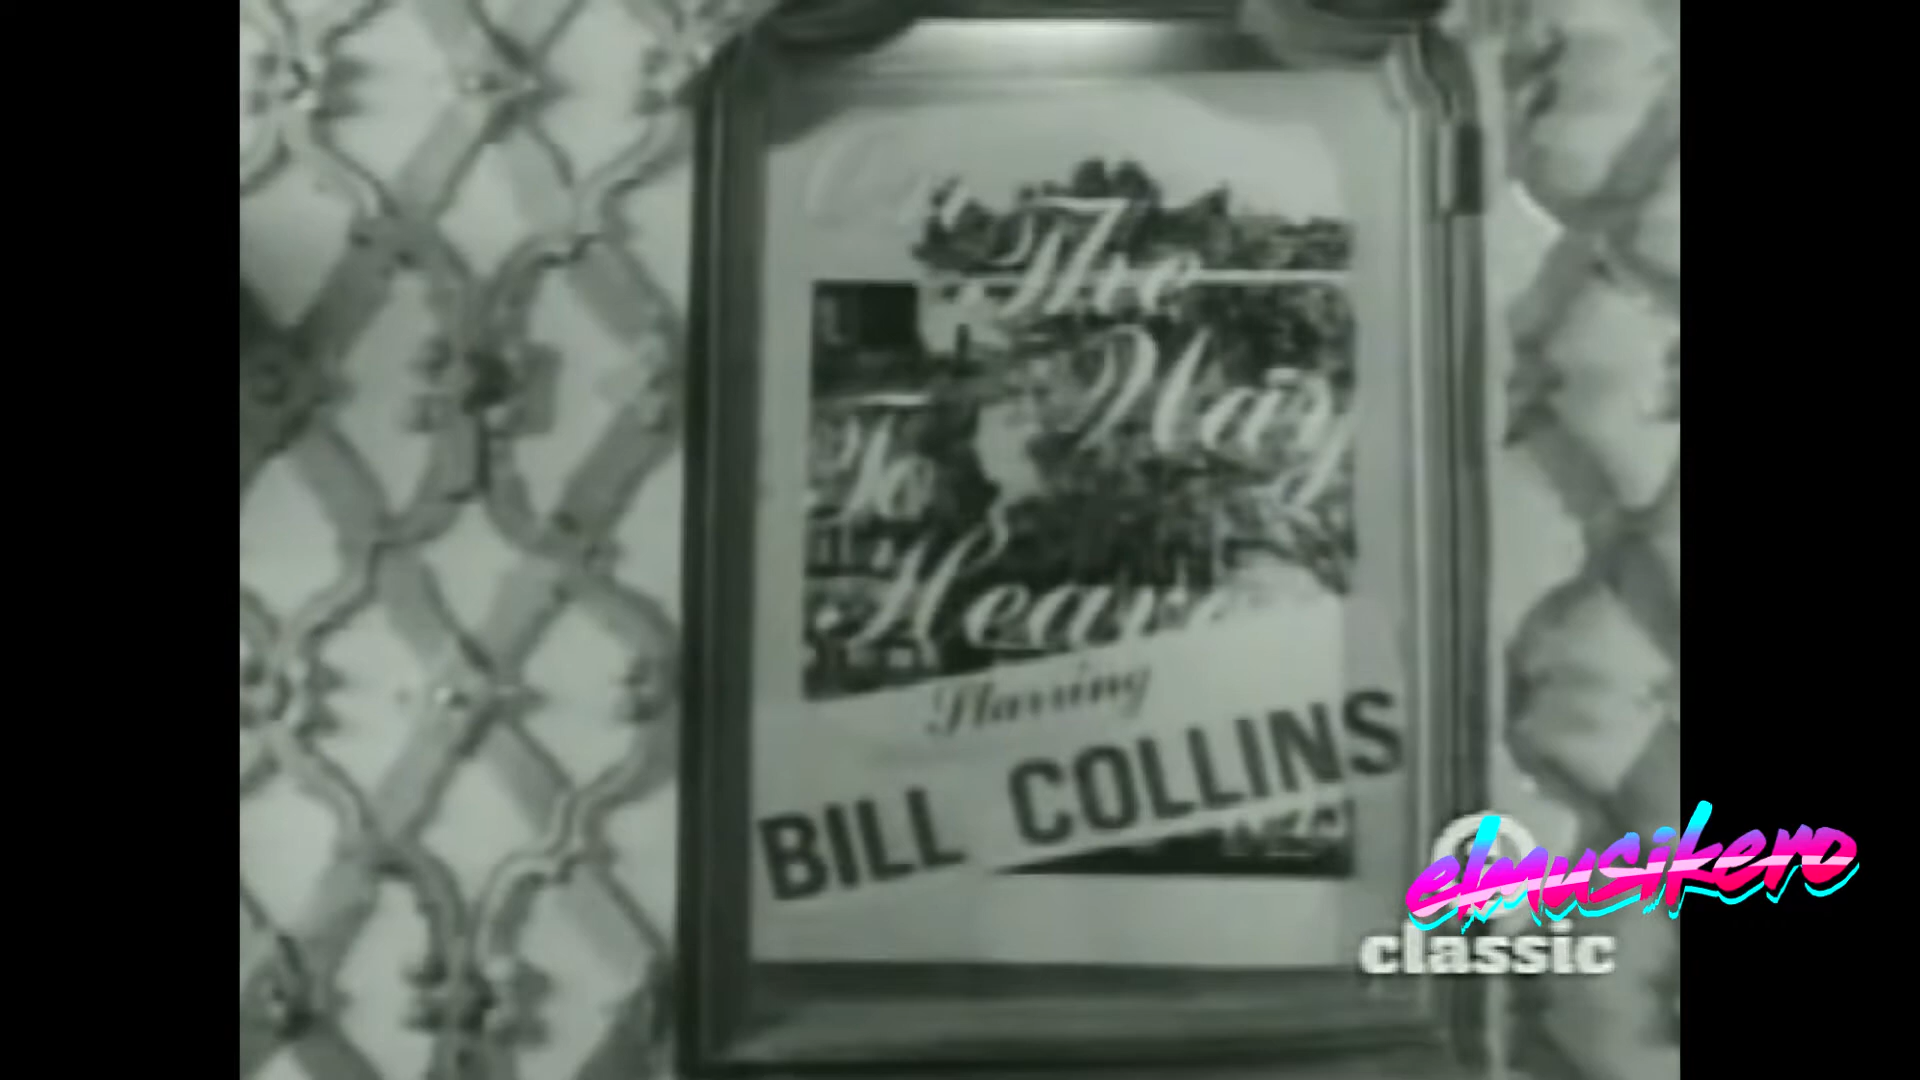 The
Way
To
Heaven
Starring
BILL COLLINS
elmusikero
classic